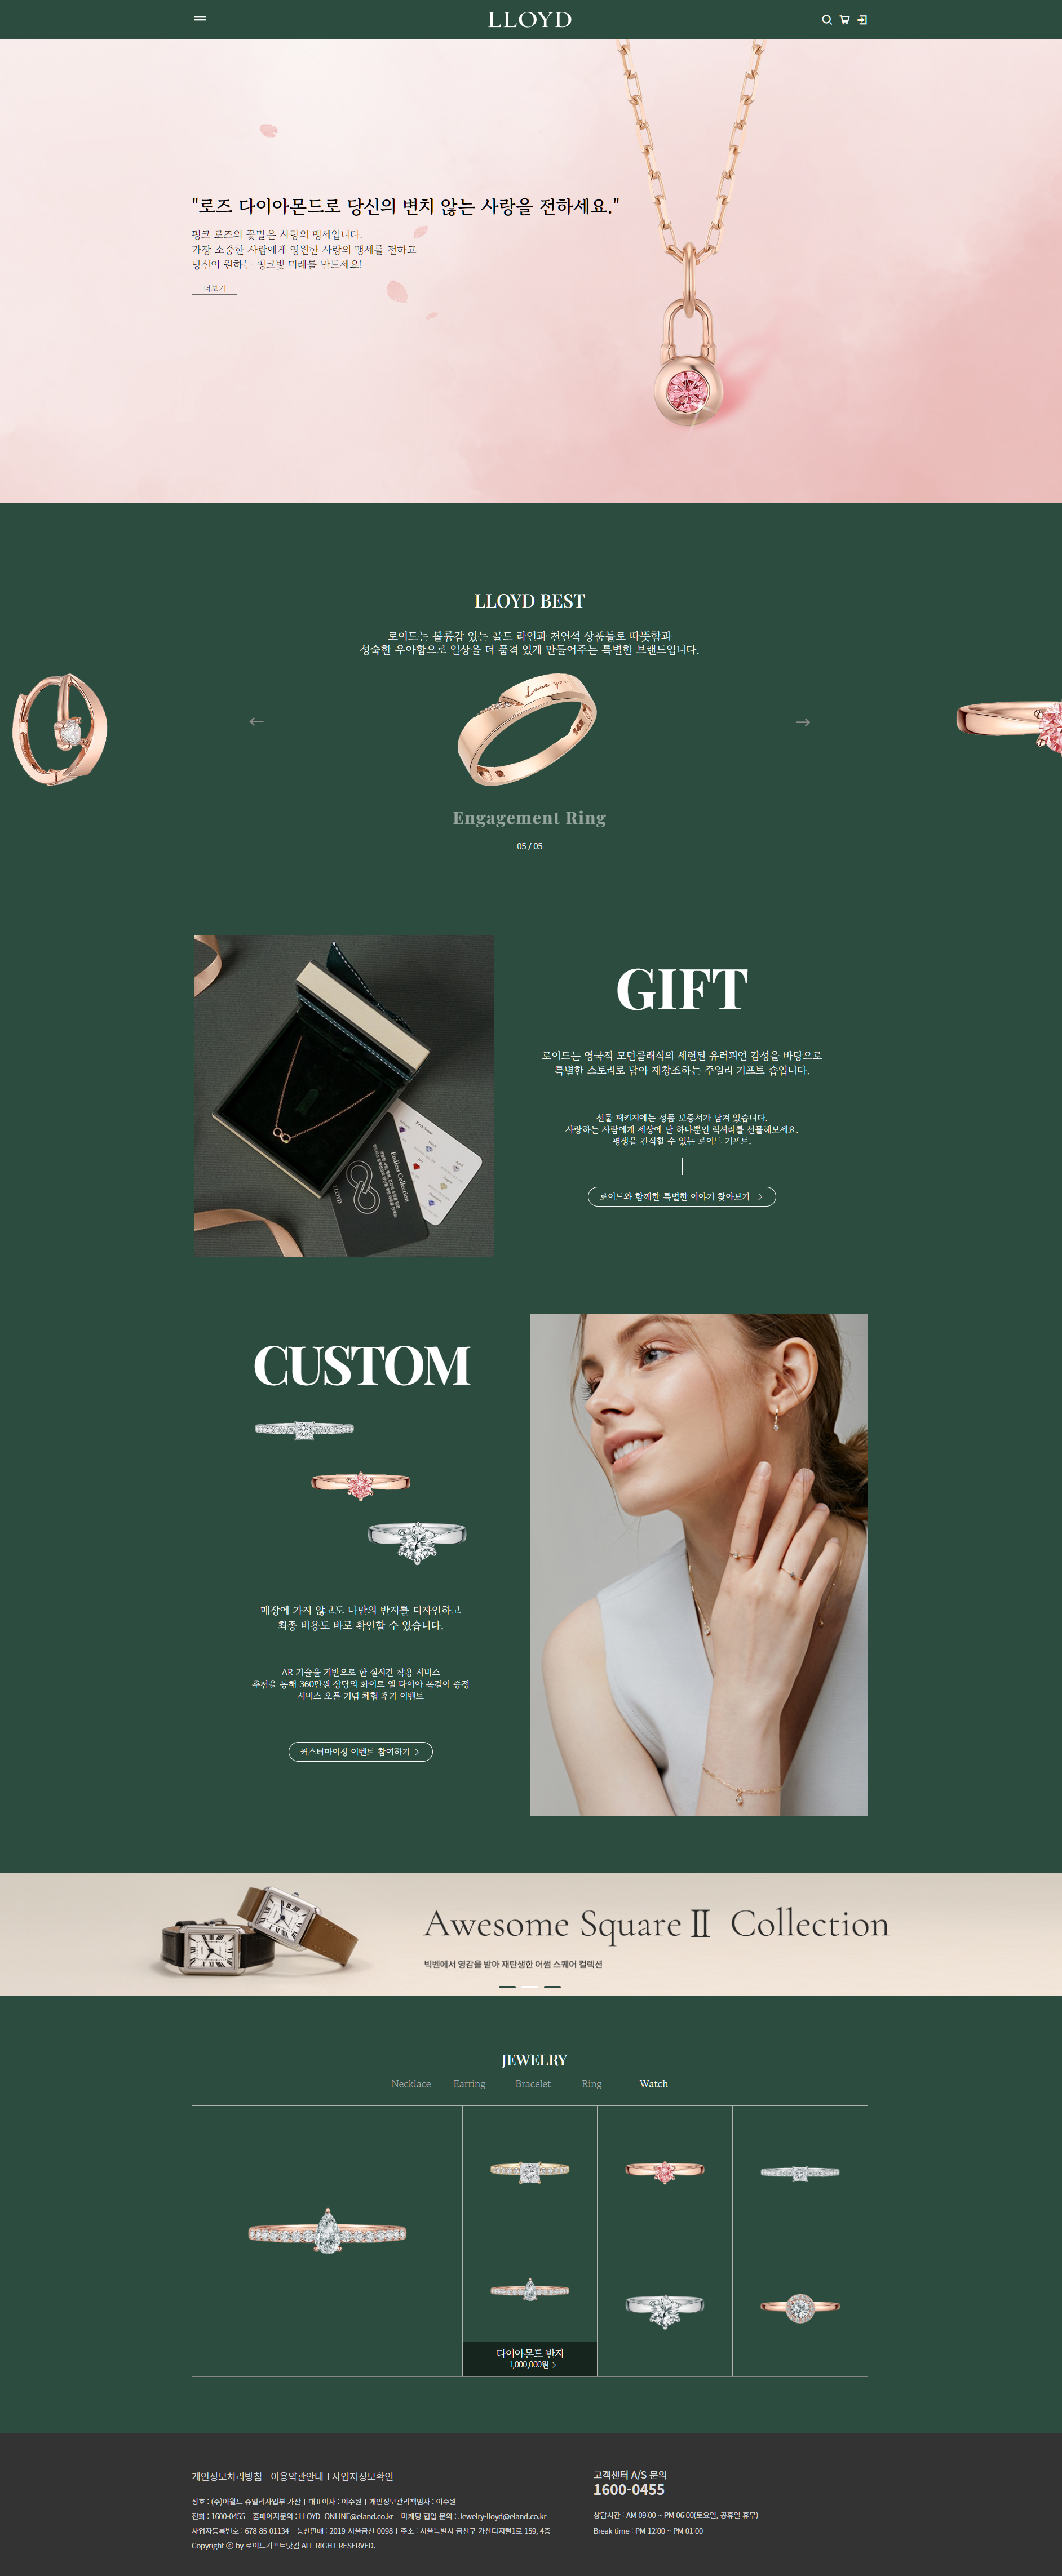 LLOYD
"로즈 다이아몬드로 당신의 변치 않는 사랑을 전하세요."
핑크 로즈의 꽃말은 사랑의 맹세입니다.
가장 소중한 사람에게 영원한 사랑의 맹세를 전하고
당신이 원하는 핑크빛 미래를 만드세요!
더보기
LLOYD BEST
로이드는 볼륨감 있는 골드 라인과 천연석 상품들로 따뜻함과
성숙한 우아함으로 일상을 더 품격 있게 만들어주는 특별한 브랜드입니다.
Love you
Engagement Ring
05 / 05
GIFT
로이드는 영국적 모던클래식의 세련된 유러피언 감성을 바탕으로
특별한 스토리로 담아 재창조하는 주얼리 기프트 숍입니다.
선물 패키지에는 정품 보증서가 담겨 있습니다.
사랑하는 사람에게 세상에 단 하나뿐인 럭셔리를 선물해보세요.
평생을 간직할 수 있는 로이드 기프트.
로이드와 함께한 특별한 이야기 찾아보기 >
Endless Collection
LLOYD
CUSTOM
매장에 가지 않고도 나만의 반지를 디자인하고
최종 비용도 바로 확인할 수 있습니다.
AR 기술을 기반으로 한 실시간 착용 서비스
추첨을 통해 360만원 상당의 화이트 엘 다이아 목걸이 증정
서비스 오픈 기념 체험 후기 이벤트
커스터마이징 이벤트 참여하기 >
Awesome Square Ⅱ Collection
빅벤에서 영감을 받아 재탄생한 어썸 스퀘어 컬렉션
JEWELRY
Necklace Earring Bracelet Ring Watch
다이아몬드 반지
1,000,000원 >
개인정보처리방침 | 이용약관안내 | 사업자정보확인
상호 : (주)이월드 쥬얼리사업부 가산 | 대표이사 : 이수원 | 개인정보관리책임자 : 이수원
전화 : 1600-0455 | 홈페이지문의 : LLOYD_ONLINE@eland.co.kr | 마케팅 협업 문의 : Jewelry-lloyd@eland.co.kr
사업자등록번호 : 678-85-01134 | 통신판매 : 2019-서울금천-0098 | 주소 : 서울특별시 금천구 가산디지털1로 159, 4층
Copyright ⓒ by 로이드기프트닷컴 ALL RIGHT RESERVED.
고객센터 A/S 문의
1600-0455
상담시간 : AM 09:00 ~ PM 06:00(토요일, 공휴일 휴무)
Break time : PM 12:00 ~ PM 01:00